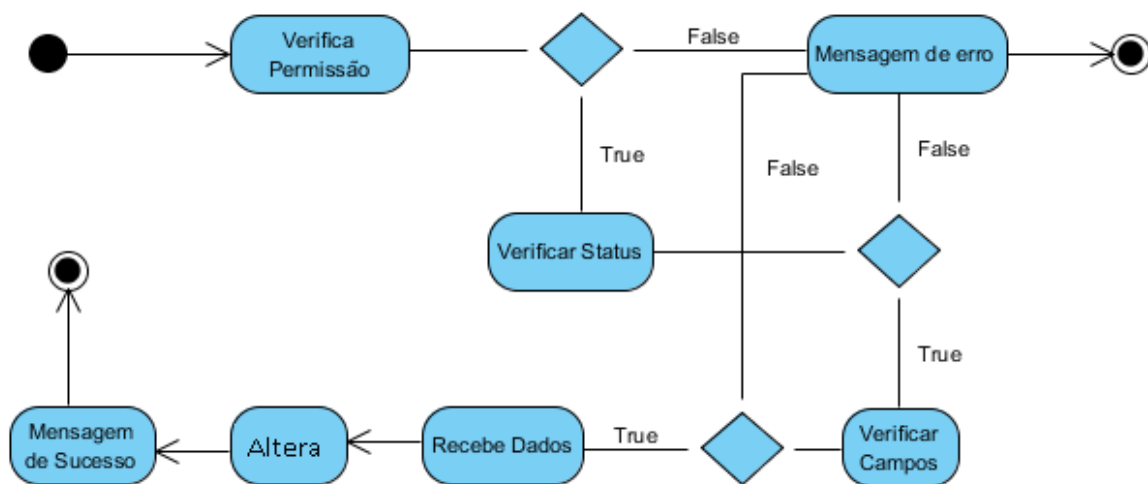 Verifica
Permissão
False
Mensagem de erro
True
False
False
Verificar Status
True
Mensagem
de Sucesso
Altera
Recebe Dados
True
Verificar
Campos